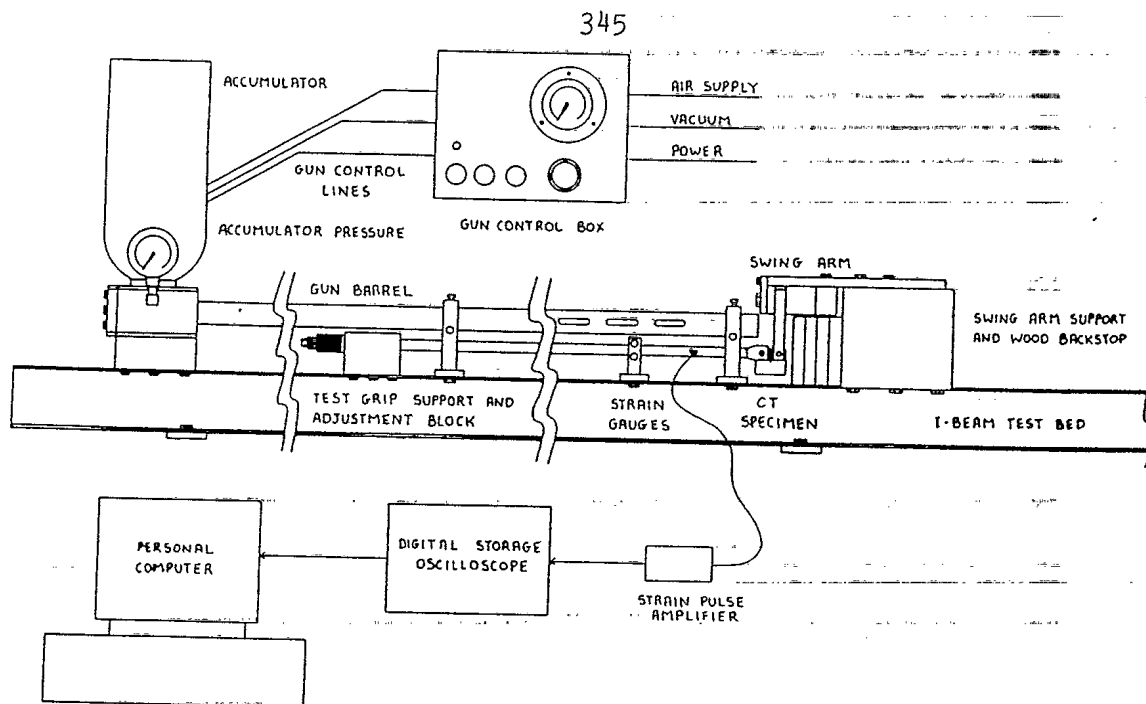 345
ACCUMULATOR
AIR SUPPLY
VACUUM
POWER
GUN CONTROL
LINES
ACCUMULATOR PRESSURE
GUN CONTROL BOX
SWING ARM
GUN BARREL
SWING ARM SUPPORT
AND WOOD BACKSTOP
TEST GRIP SUPPORT AND
ADJUSTMENT BLOCK
STRAIN
GAUGES
CT
SPECIMEN
I-BEAM TEST BED
PERSONAL
COMPUTER
DIGITAL STORAGE
OSCILLOSCOPE
STRAIN PULSE
AMPLIFIER